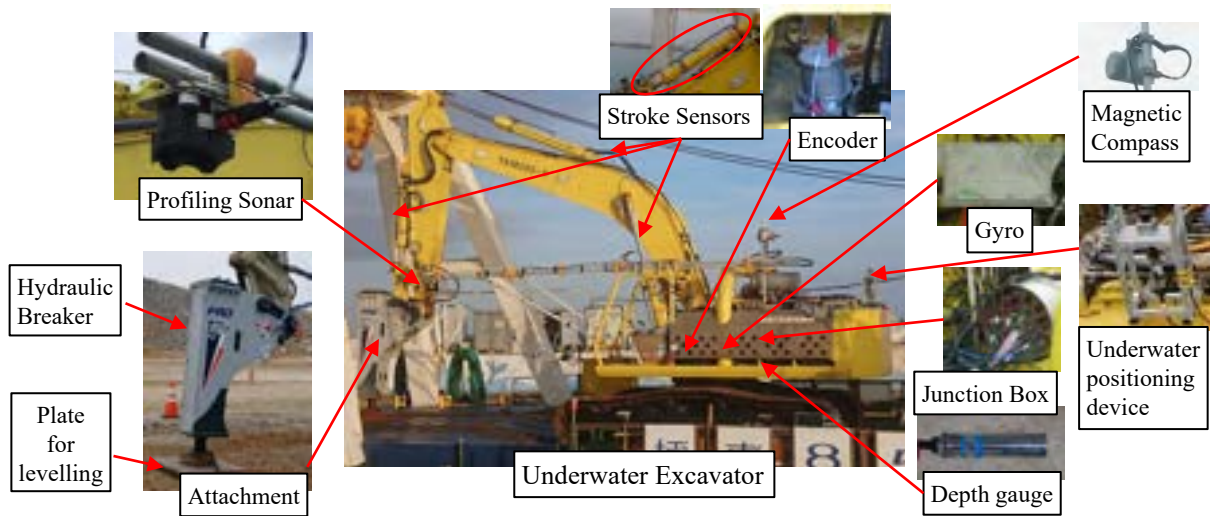 Stroke Sensors
Encoder
Magnetic
Compass
Profiling Sonar
Gyro
Hydraulic
Breaker
Plate
for
levelling
Attachment
Underwater Excavator
Junction Box
Underwater
positioning
device
Depth gauge
8